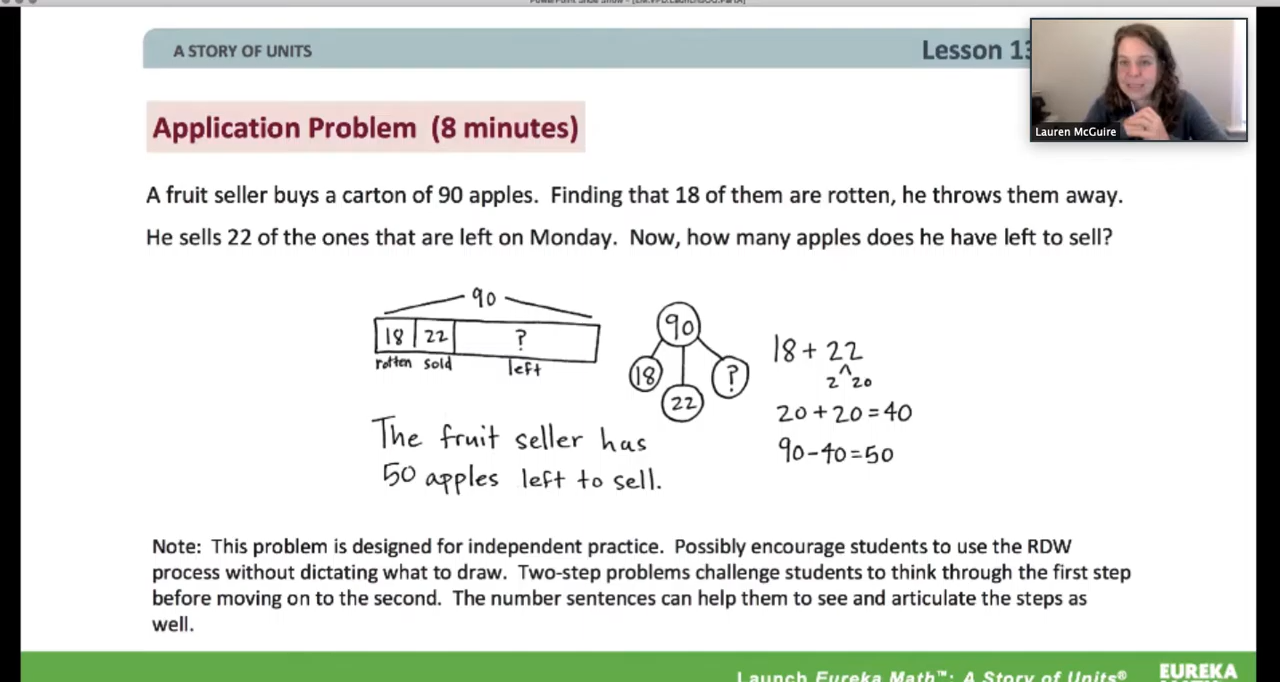 A STORY OF UNITS
Lesson 13
Lauren McGuire
Application Problem (8 minutes)
A fruit seller buys a carton of 90 apples. Finding that 18 of them are rotten, he throws them away.
He sells 22 of the ones that are left on Monday. Now, how many apples does he have left to sell?
90
18 22 ?
rotten sold left
90
18 22 ?
18 + 22
2 20
20 + 20 = 40
90 - 40 = 50
The fruit seller has
50 apples left to sell.
Note: This problem is designed for independent practice. Possibly encourage students to use the RDW
process without dictating what to draw. Two-step problems challenge students to think through the first step
before moving on to the second. The number sentences can help them to see and articulate the steps as
well.
Launch Eureka Math™: A Story of Units®
EUREKA